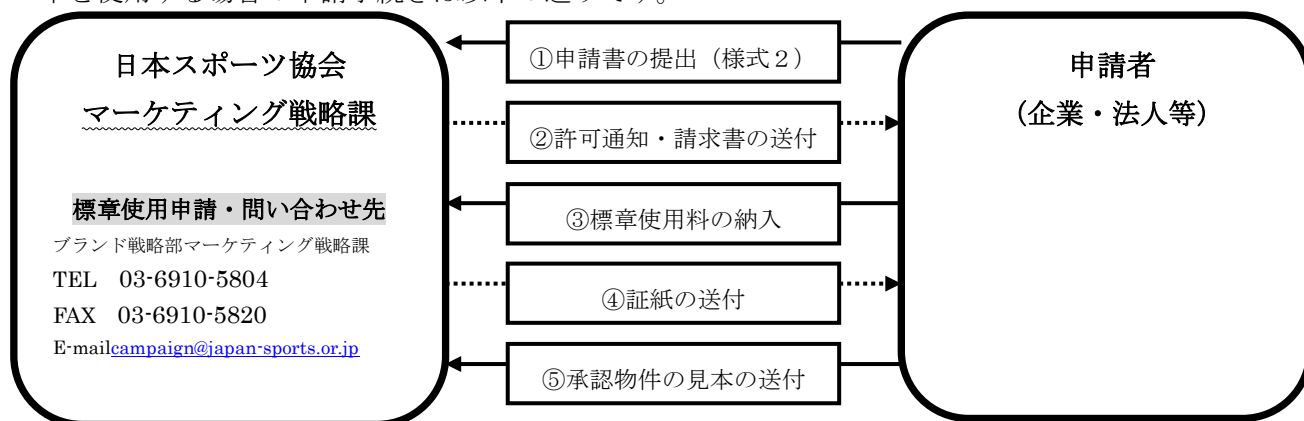 日本スポーツ協会
マーケティング戦略課
標章使用申請・問い合わせ先
ブランド戦略部マーケティング戦略課
TEL　03-6910-5804
FAX　03-6910-5820
E-mailcampaign@japan-sports.or.jp
①申請書の提出（様式２）
②許可通知・請求書の送付
③標章使用料の納入
④証紙の送付
⑤承認物件の見本の送付
申請者
（企業・法人等）